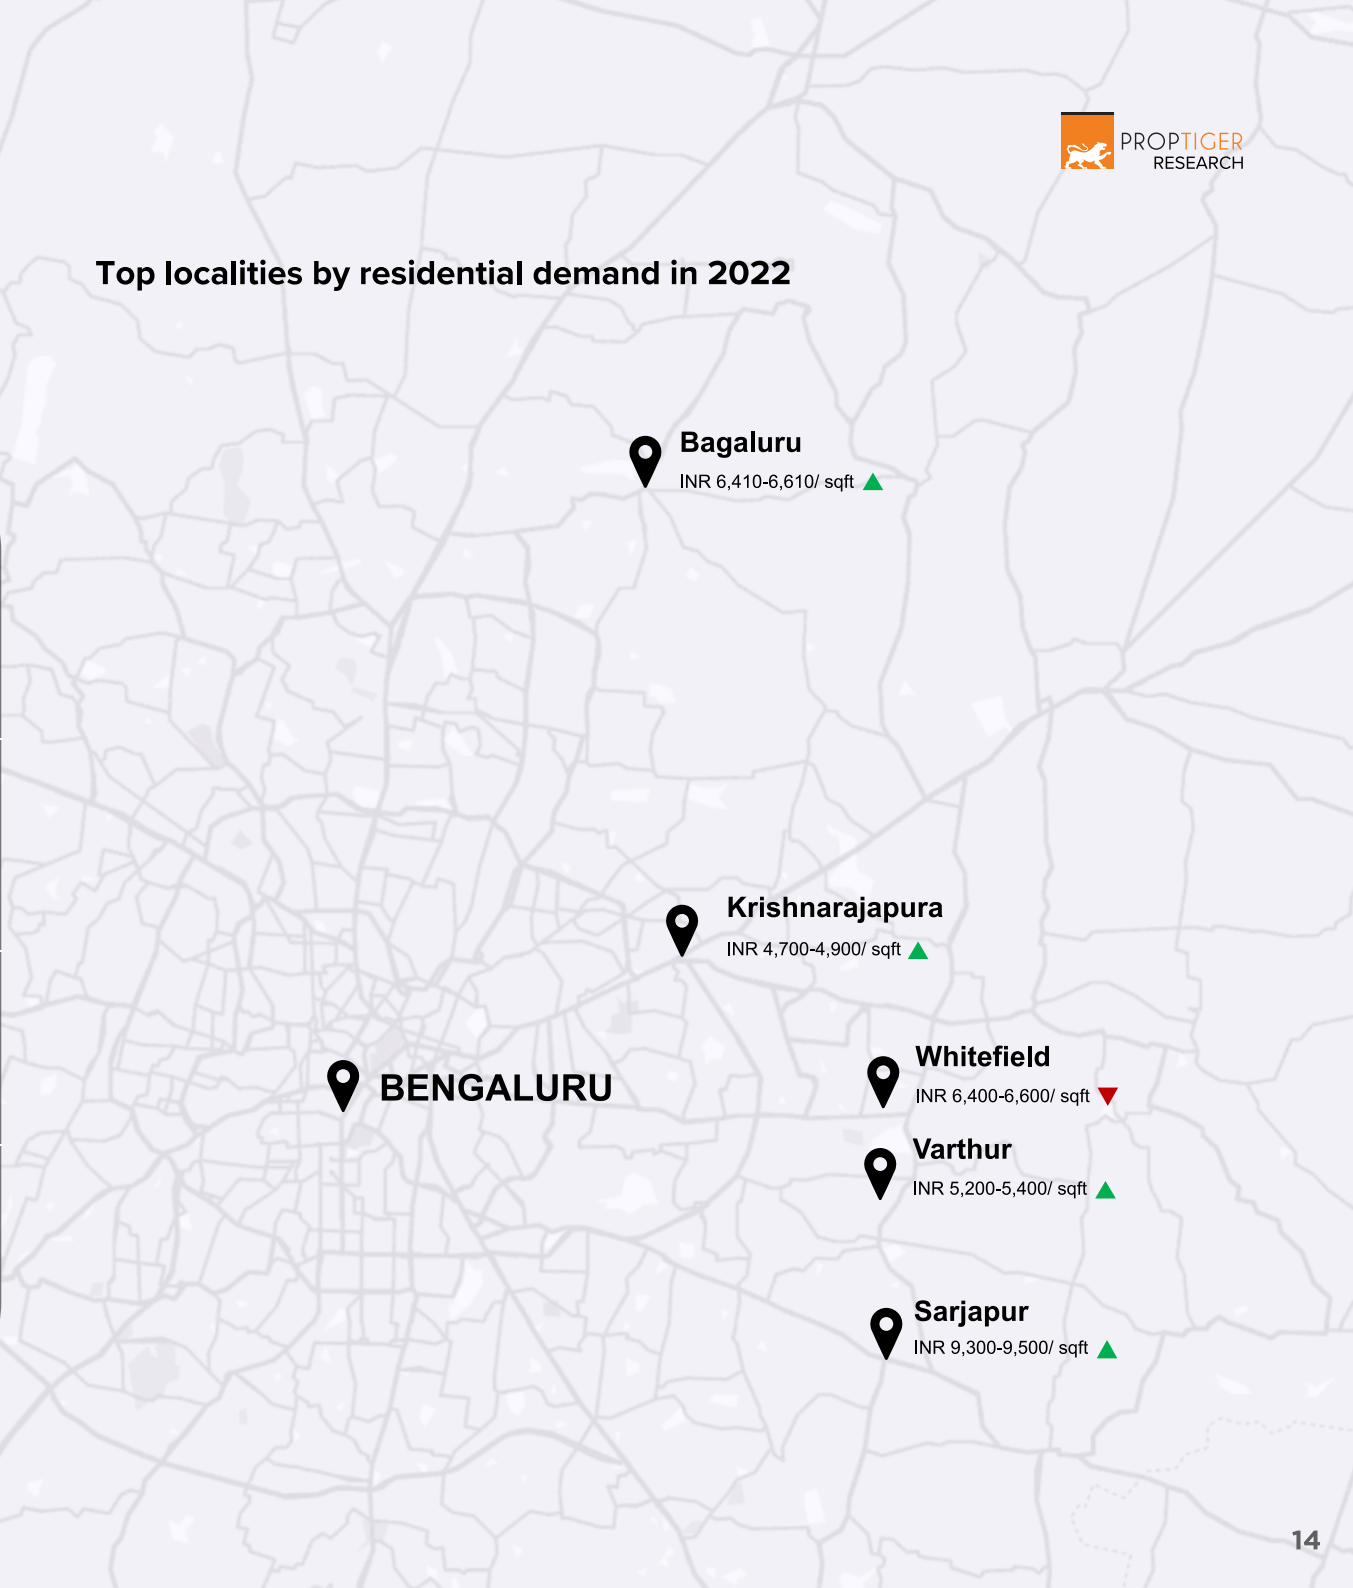 PROPTIGER
RESEARCH
Top localities by residential demand in 2022
Bagaluru
INR 6,410-6,610/ sqft
Krishnarajapura
INR 4,700-4,900/ sqft
BENGALURU
Whitefield
INR 6,400-6,600/ sqft
Varthur
INR 5,200-5,400/ sqft
Sarjapur
INR 9,300-9,500/ sqft
14